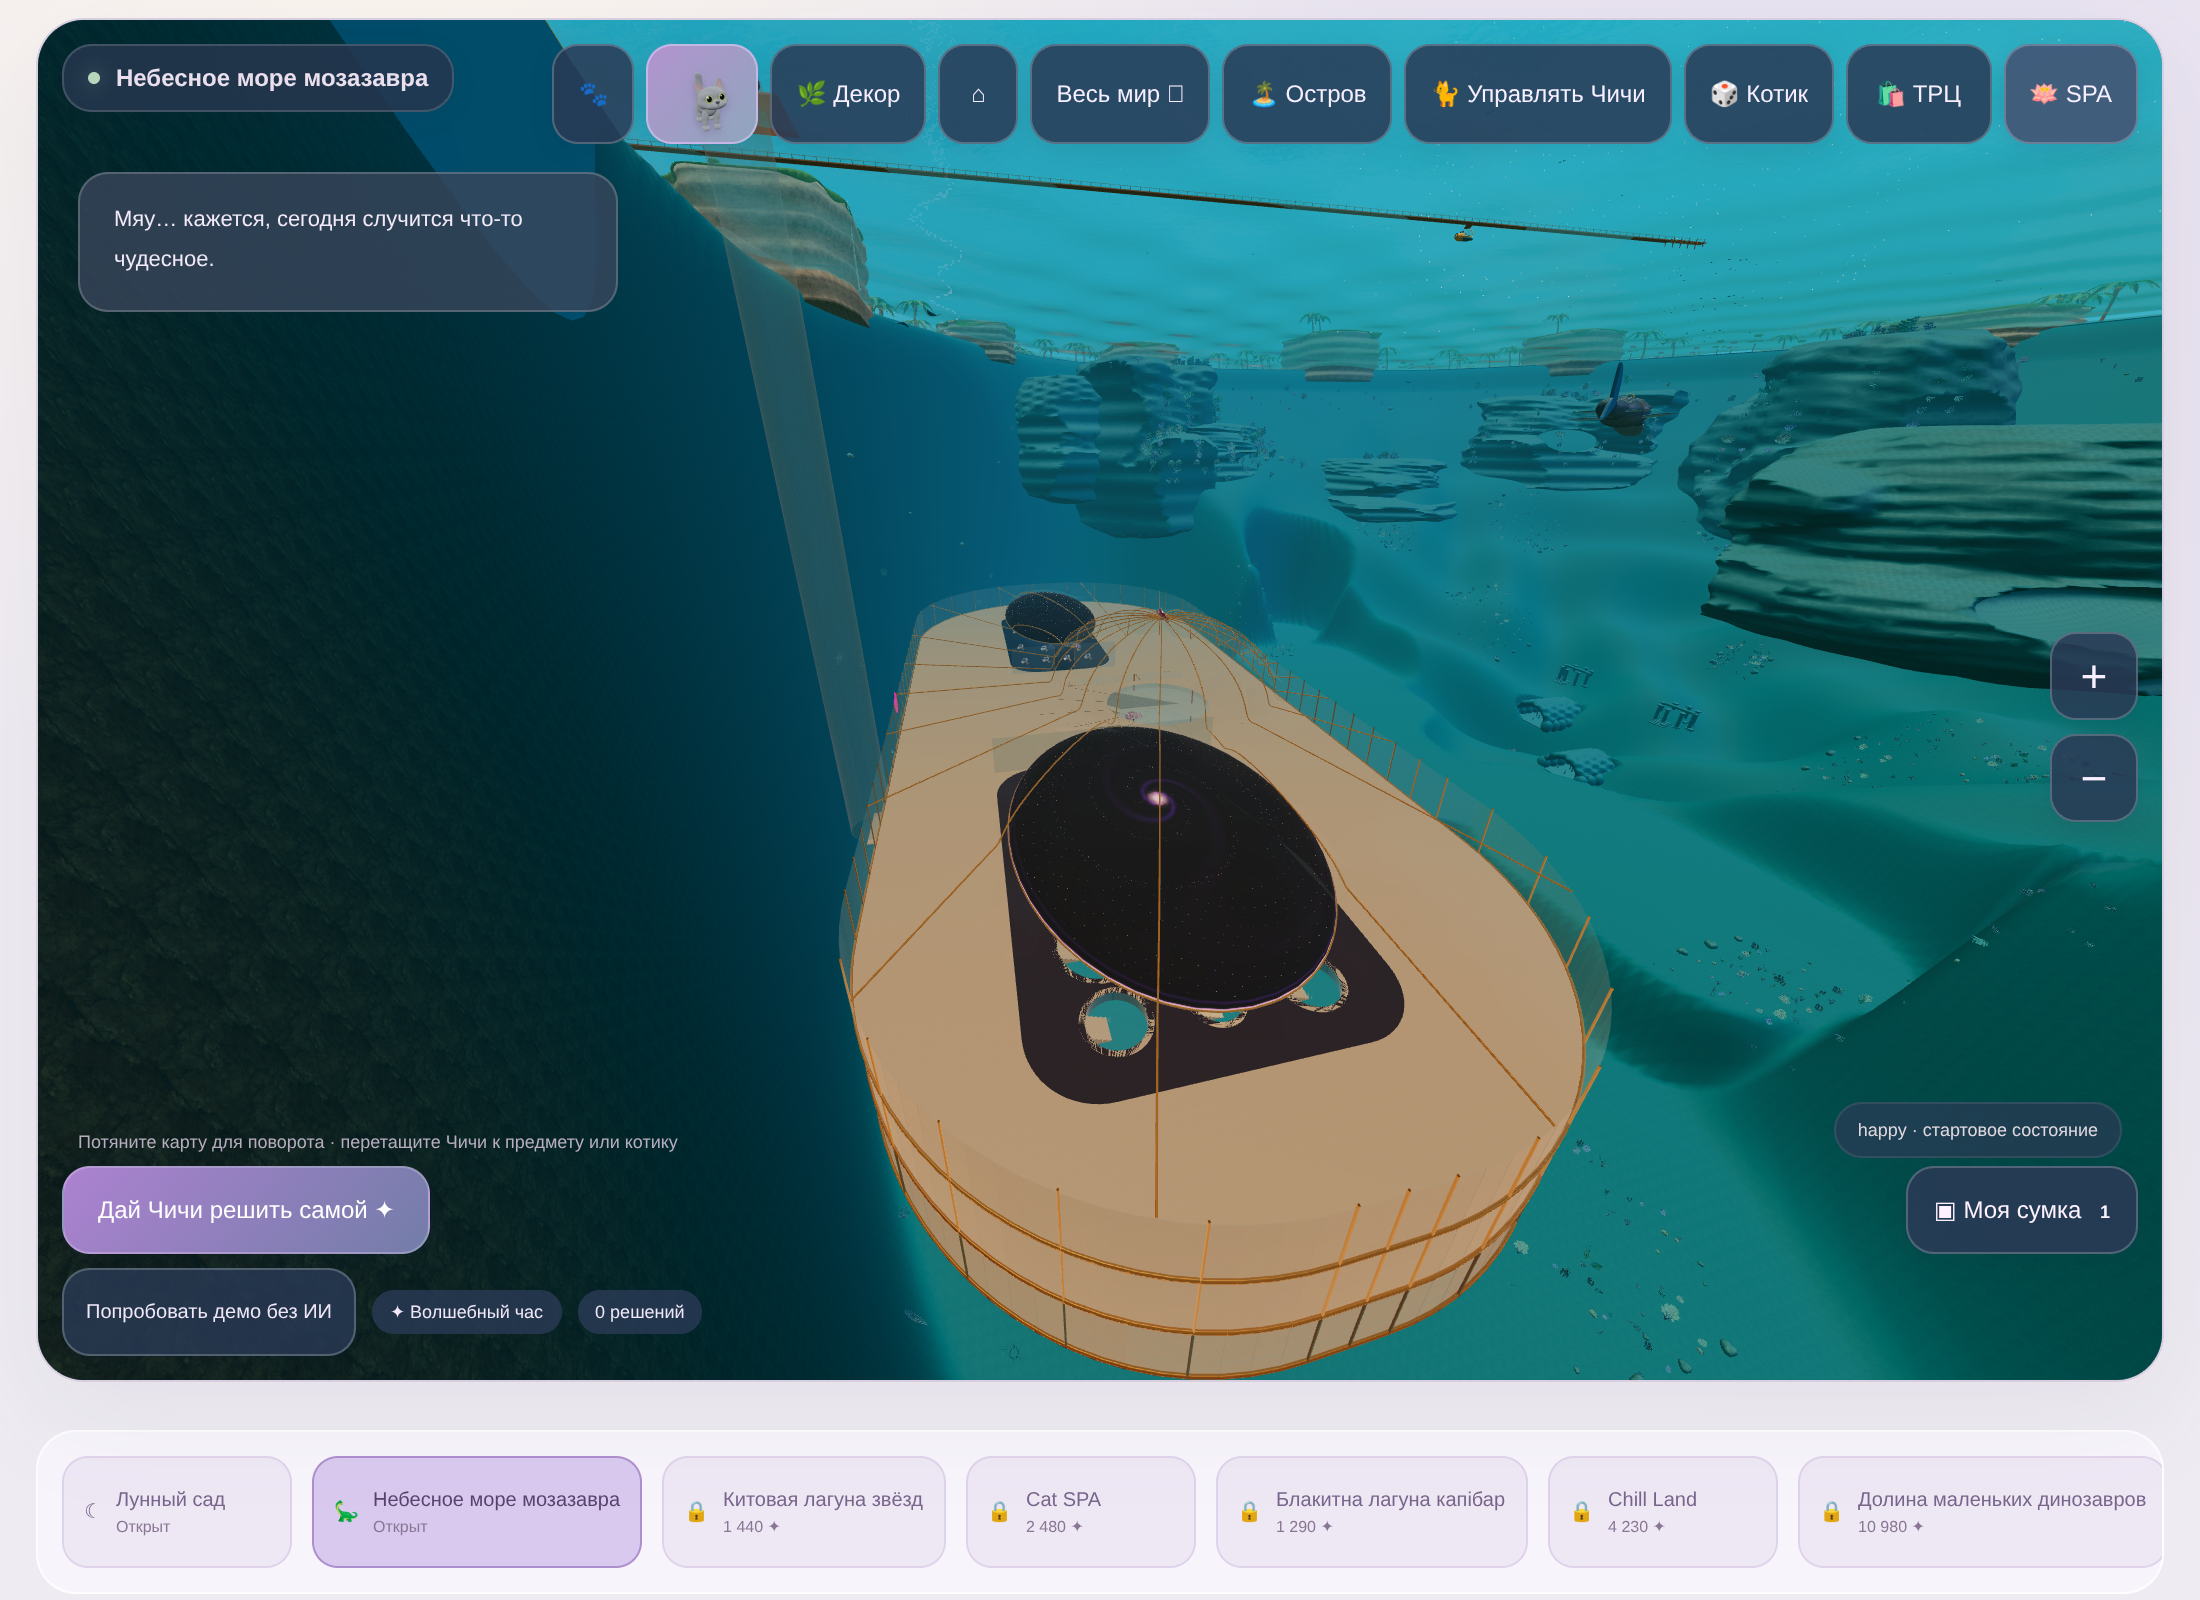 Небесное море мозазавра
Декор
Весь мир
Остров
Управлять Чичи
Котик
ТРЦ
SPA
Мяу… кажется, сегодня случится что-то
чудесное.
+
−
Потяните карту для поворота · перетащите Чичи к предмету или котику
happy · стартовое состояние
Дай Чичи решить самой ✦
Моя сумка 1
Попробовать демо без ИИ
✦ Волшебный час
0 решений
Лунный сад
Открыт
Небесное море мозазавра
Открыт
Китовая лагуна звёзд
1 440 ✦
Cat SPA
2 480 ✦
Блакитна лагуна капібар
1 290 ✦
Chill Land
4 230 ✦
Долина маленьких динозавров
10 980 ✦